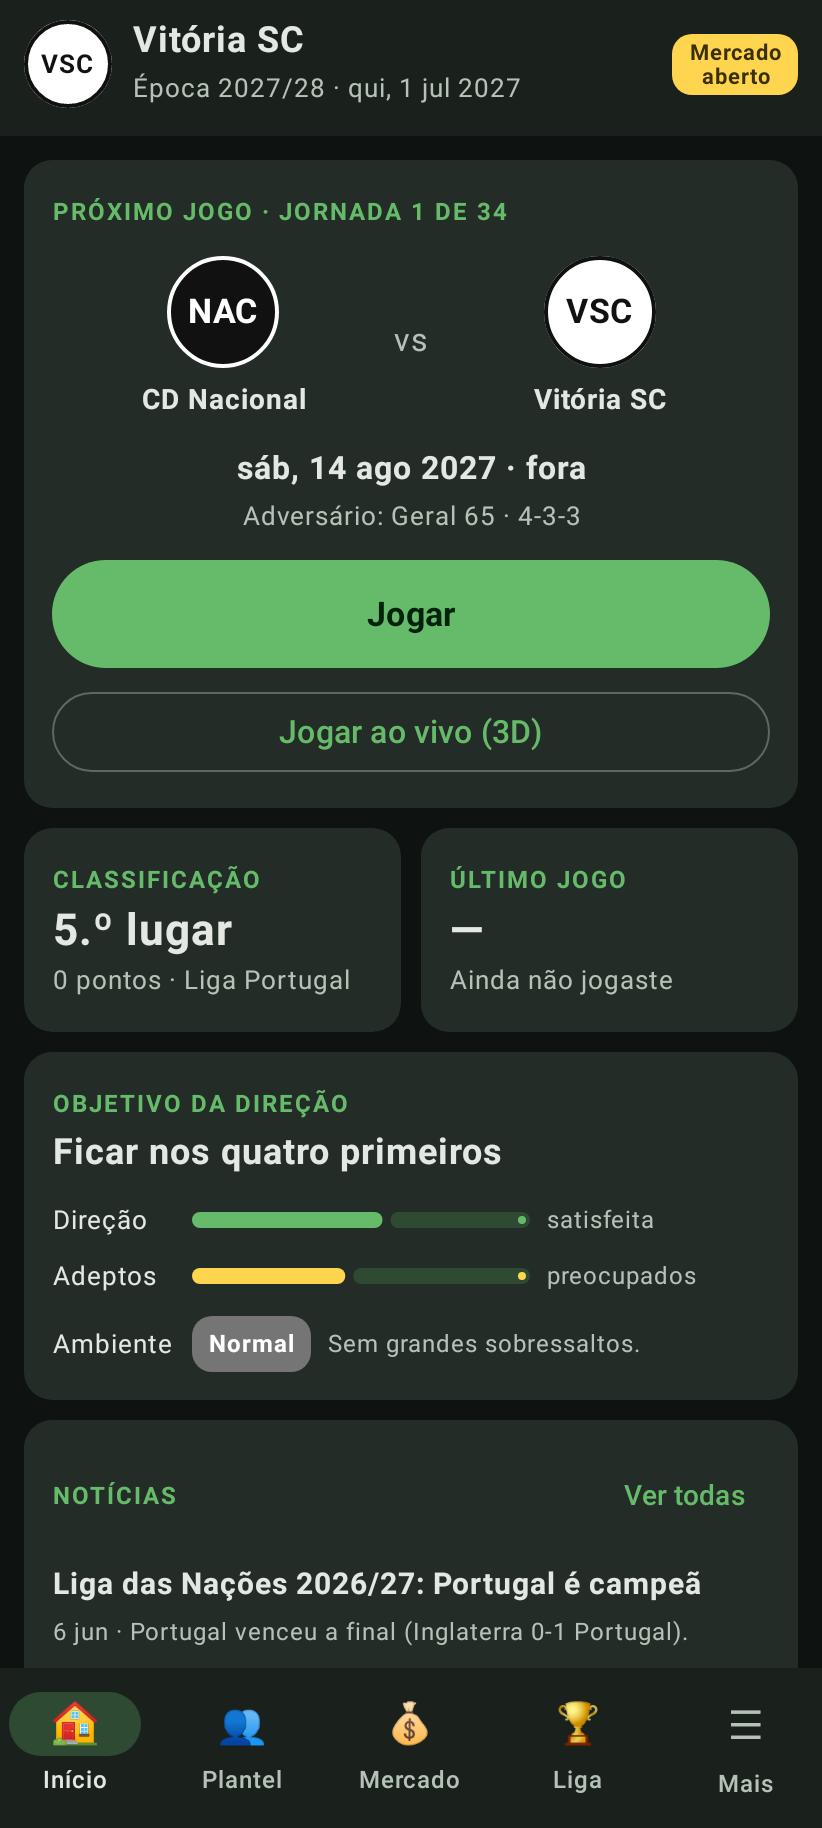 VSC
Vitória SC
Época 2027/28 · qui, 1 jul 2027
Mercado
aberto
PRÓXIMO JOGO · JORNADA 1 DE 34
NAC
vs
VSC
CD Nacional
Vitória SC
sáb, 14 ago 2027 · fora
Adversário: Geral 65 · 4-3-3
Jogar
Jogar ao vivo (3D)
CLASSIFICAÇÃO
5.º lugar
0 pontos · Liga Portugal
ÚLTIMO JOGO
—
Ainda não jogaste
OBJETIVO DA DIREÇÃO
Ficar nos quatro primeiros
Direção satisfeita
Adeptos preocupados
Ambiente Normal Sem grandes sobressaltos.
NOTÍCIAS Ver todas
Liga das Nações 2026/27: Portugal é campeã
6 jun · Portugal venceu a final (Inglaterra 0-1 Portugal).
Início Plantel Mercado Liga Mais